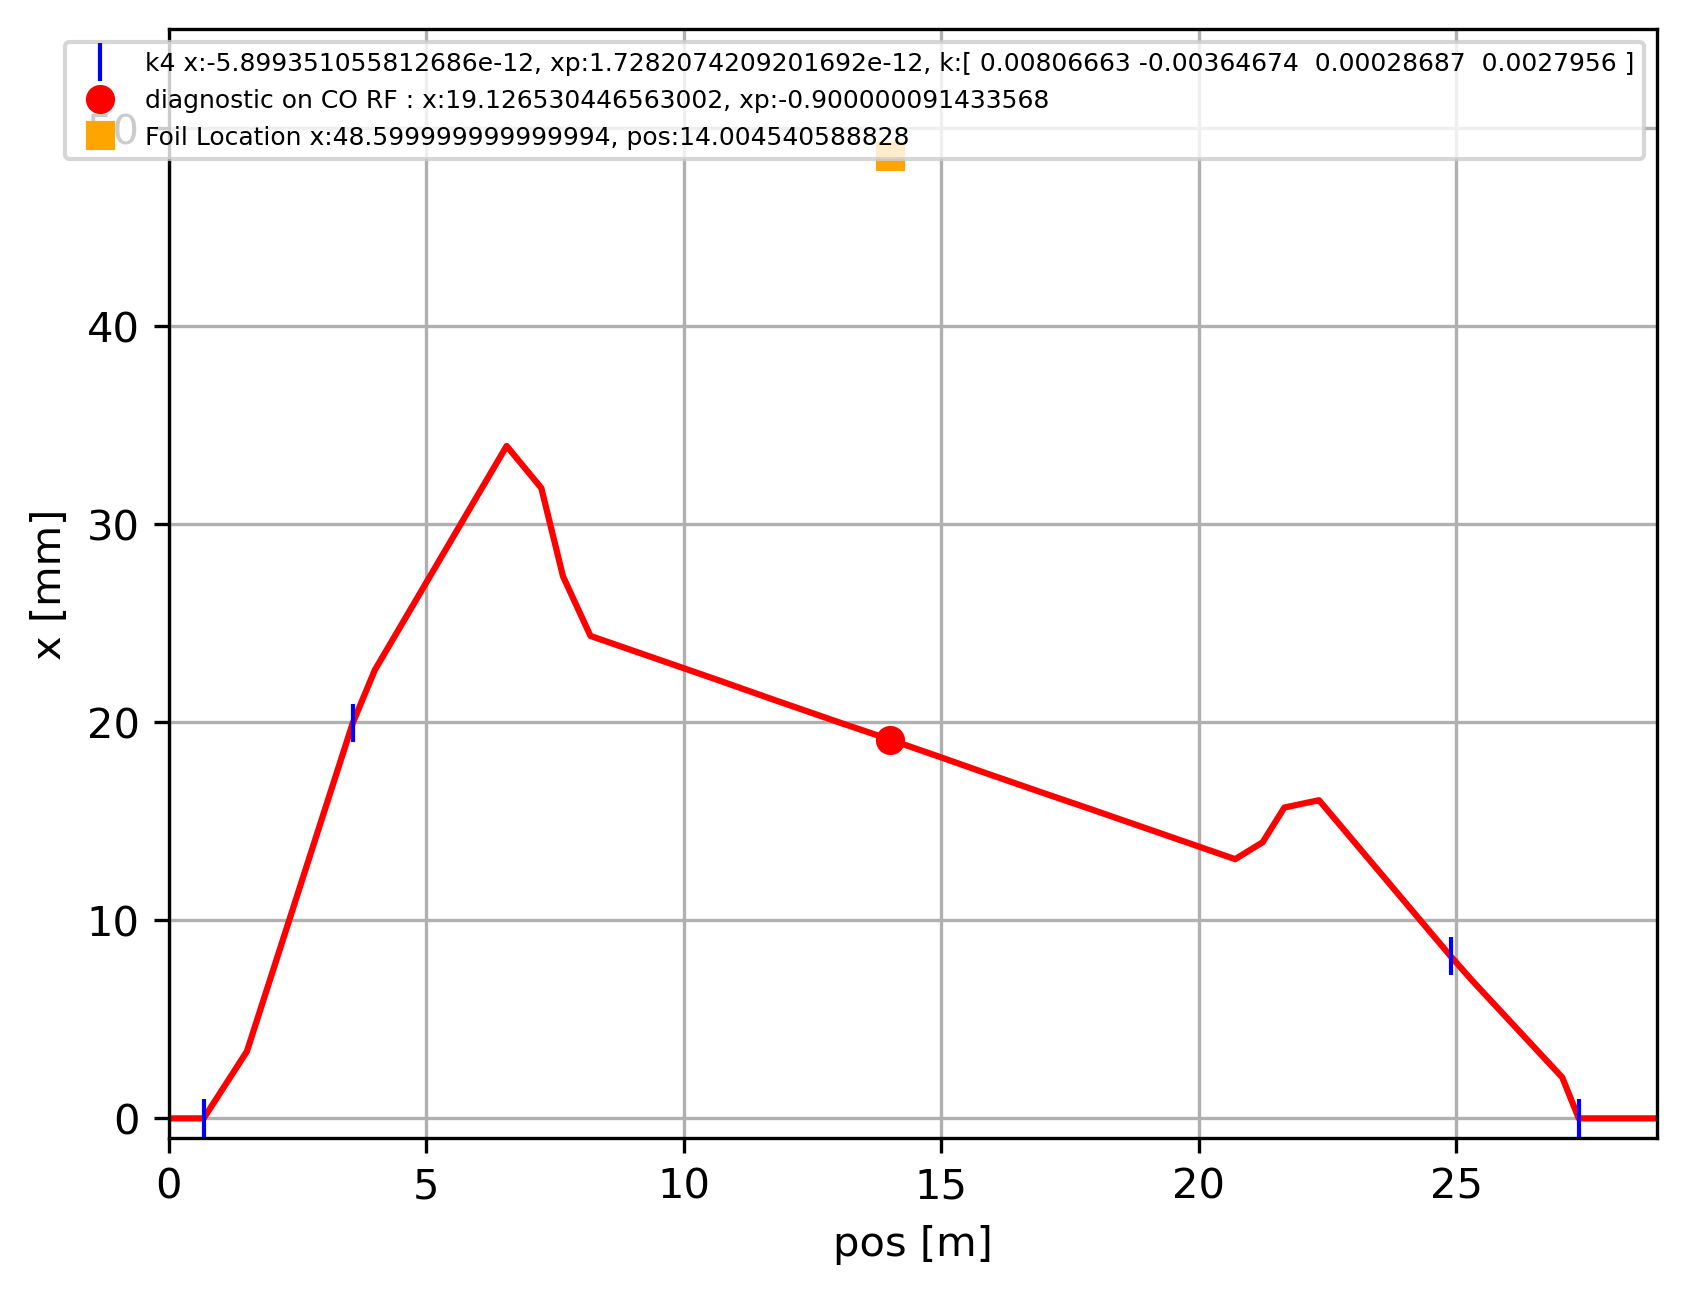 k4 x:-5.899351055812686e-12, xp:1.7282074209201692e-12, k:[ 0.00806663 -0.00364674  0.00028687  0.0027956 ]
diagnostic on CO RF : x:19.126530446563002, xp:-0.900000091433568
Foil Location x:48.599999999999994, pos:14.004540588828
50
40
30
20
10
0
x [mm]
0 5 10 15 20 25
pos [m]